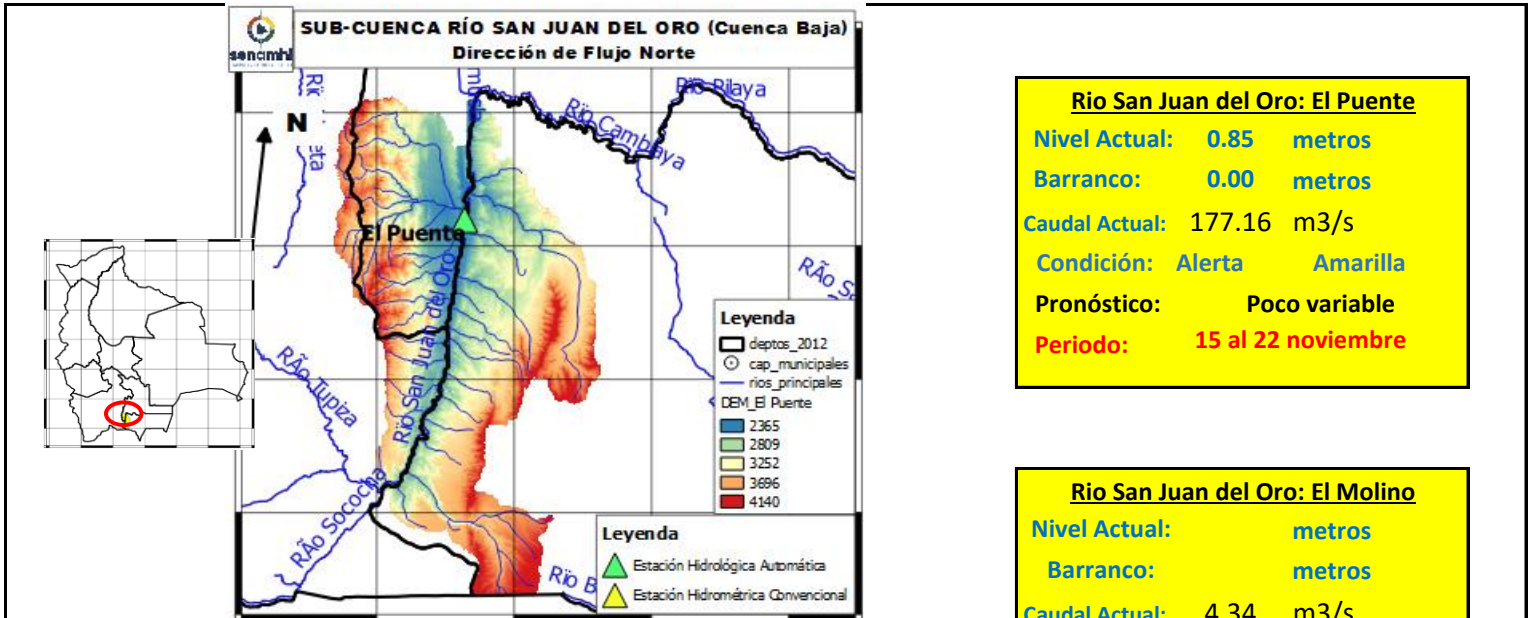 SUB-CUENCA RÍO SAN JUAN DEL ORO (Cuenca Baja)
Dirección de Flujo Norte
senamhi
N
Río Pilaya
Río Camblaya
El Puente
Río San Juan del Oro
RÃo Tupiza
RÃo Sococha
Río B
RÃo S
Leyenda
deptos_2012
cap_municipales
rios_principales
DEM_El Puente
2365
2809
3252
3696
4140
Leyenda
Estación Hidrológica Automática
Estación Hidrométrica Convencional
Rio San Juan del Oro: El Puente
Nivel Actual: 0.85 metros
Barranco: 0.00 metros
Caudal Actual: 177.16 m3/s
Condición: Alerta Amarilla
Pronóstico: Poco variable
Periodo: 15 al 22 noviembre
Rio San Juan del Oro: El Molino
Nivel Actual: metros
Barranco: metros
Caudal Actual: 4.34 m3/s